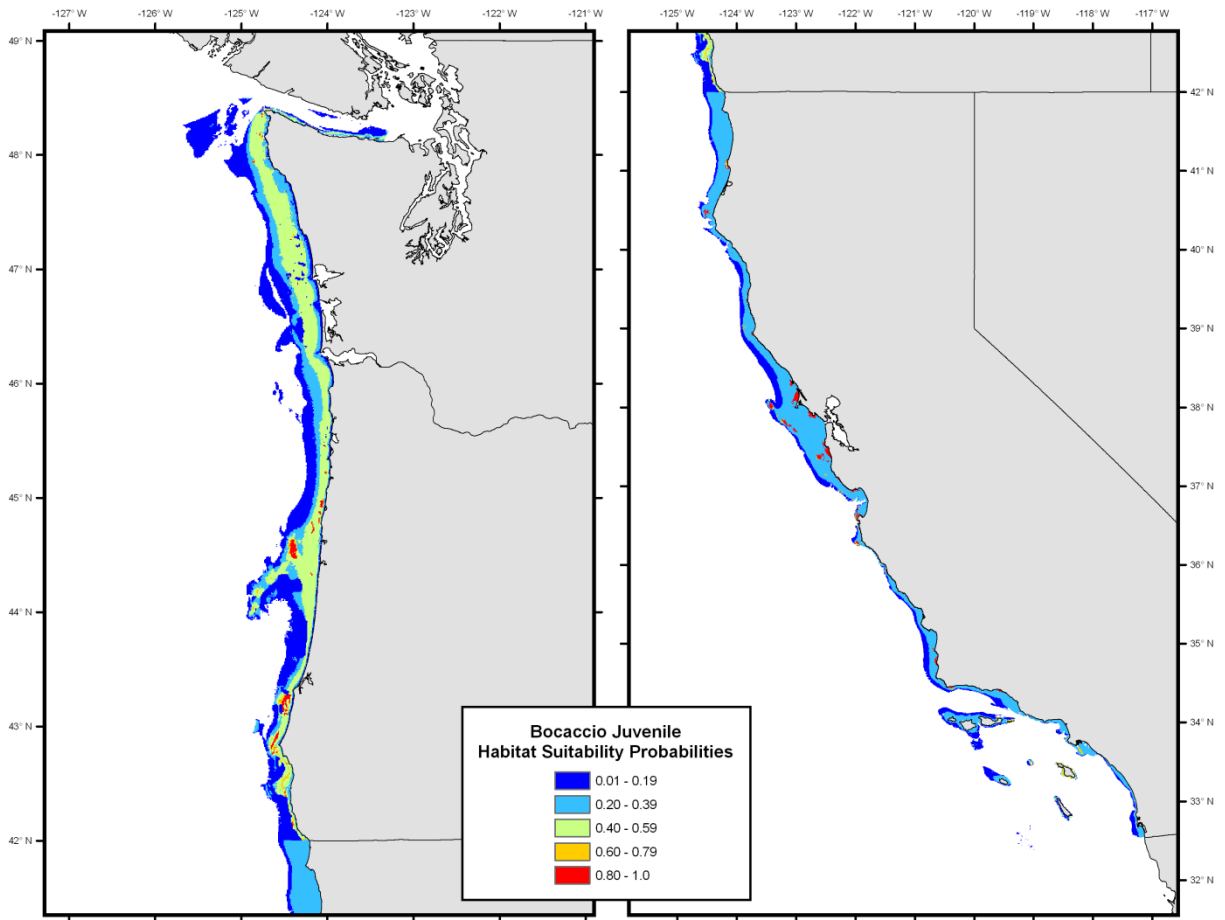 -127°W -126°W -125°W -124°W -123°W -122°W -121°W
-125°W -124°W -123°W -122°W -121°W -120°W -119°W -118°W -117°W
49°N
48°N
47°N
46°N
45°N
44°N
43°N
42°N
42°N
41°N
40°N
39°N
38°N
37°N
36°N
35°N
34°N
33°N
32°N
Bocaccio Juvenile
Habitat Suitability Probabilities
0.01 - 0.19
0.20 - 0.39
0.40 - 0.59
0.60 - 0.79
0.80 - 1.0